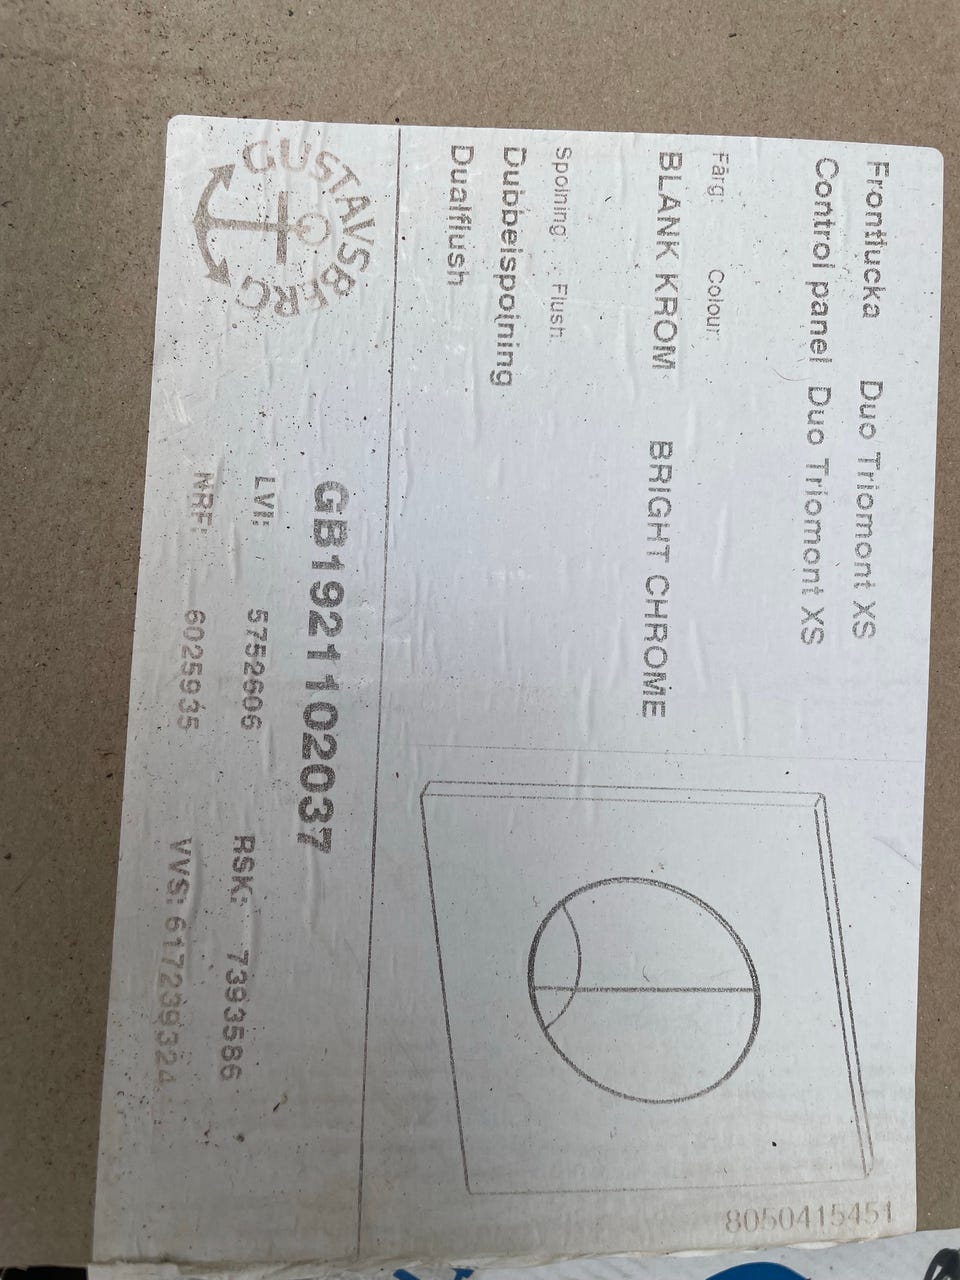 Frontlucka Duo Triomont XS
Control panel Duo Triomont XS
Färg: Colour:
BLANK KROM BRIGHT CHROME
Spolning: Flush
Dubbelspolning
Dualflush
GUSTAVSBERG
GB1921102037
LVI: 5752606 RSK: 7393586
NRF: 6025935 VVS: 617239324
8050415451